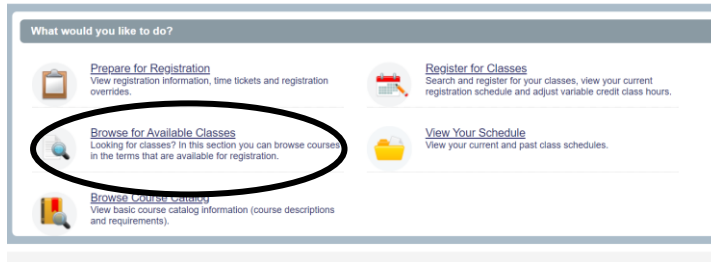 What would you like to do?
Prepare for Registration
View registration information, time tickets and registration
overrides.
Register for Classes
Search and register for your classes, view your current
registration schedule and adjust variable credit class hours.
Browse for Available Classes
Looking for classes? In this section you can browse courses
in the terms that are available for registration.
View Your Schedule
View your current and past class schedules.
Browse Course Catalog
View basic course catalog information (course descriptions
and requirements).